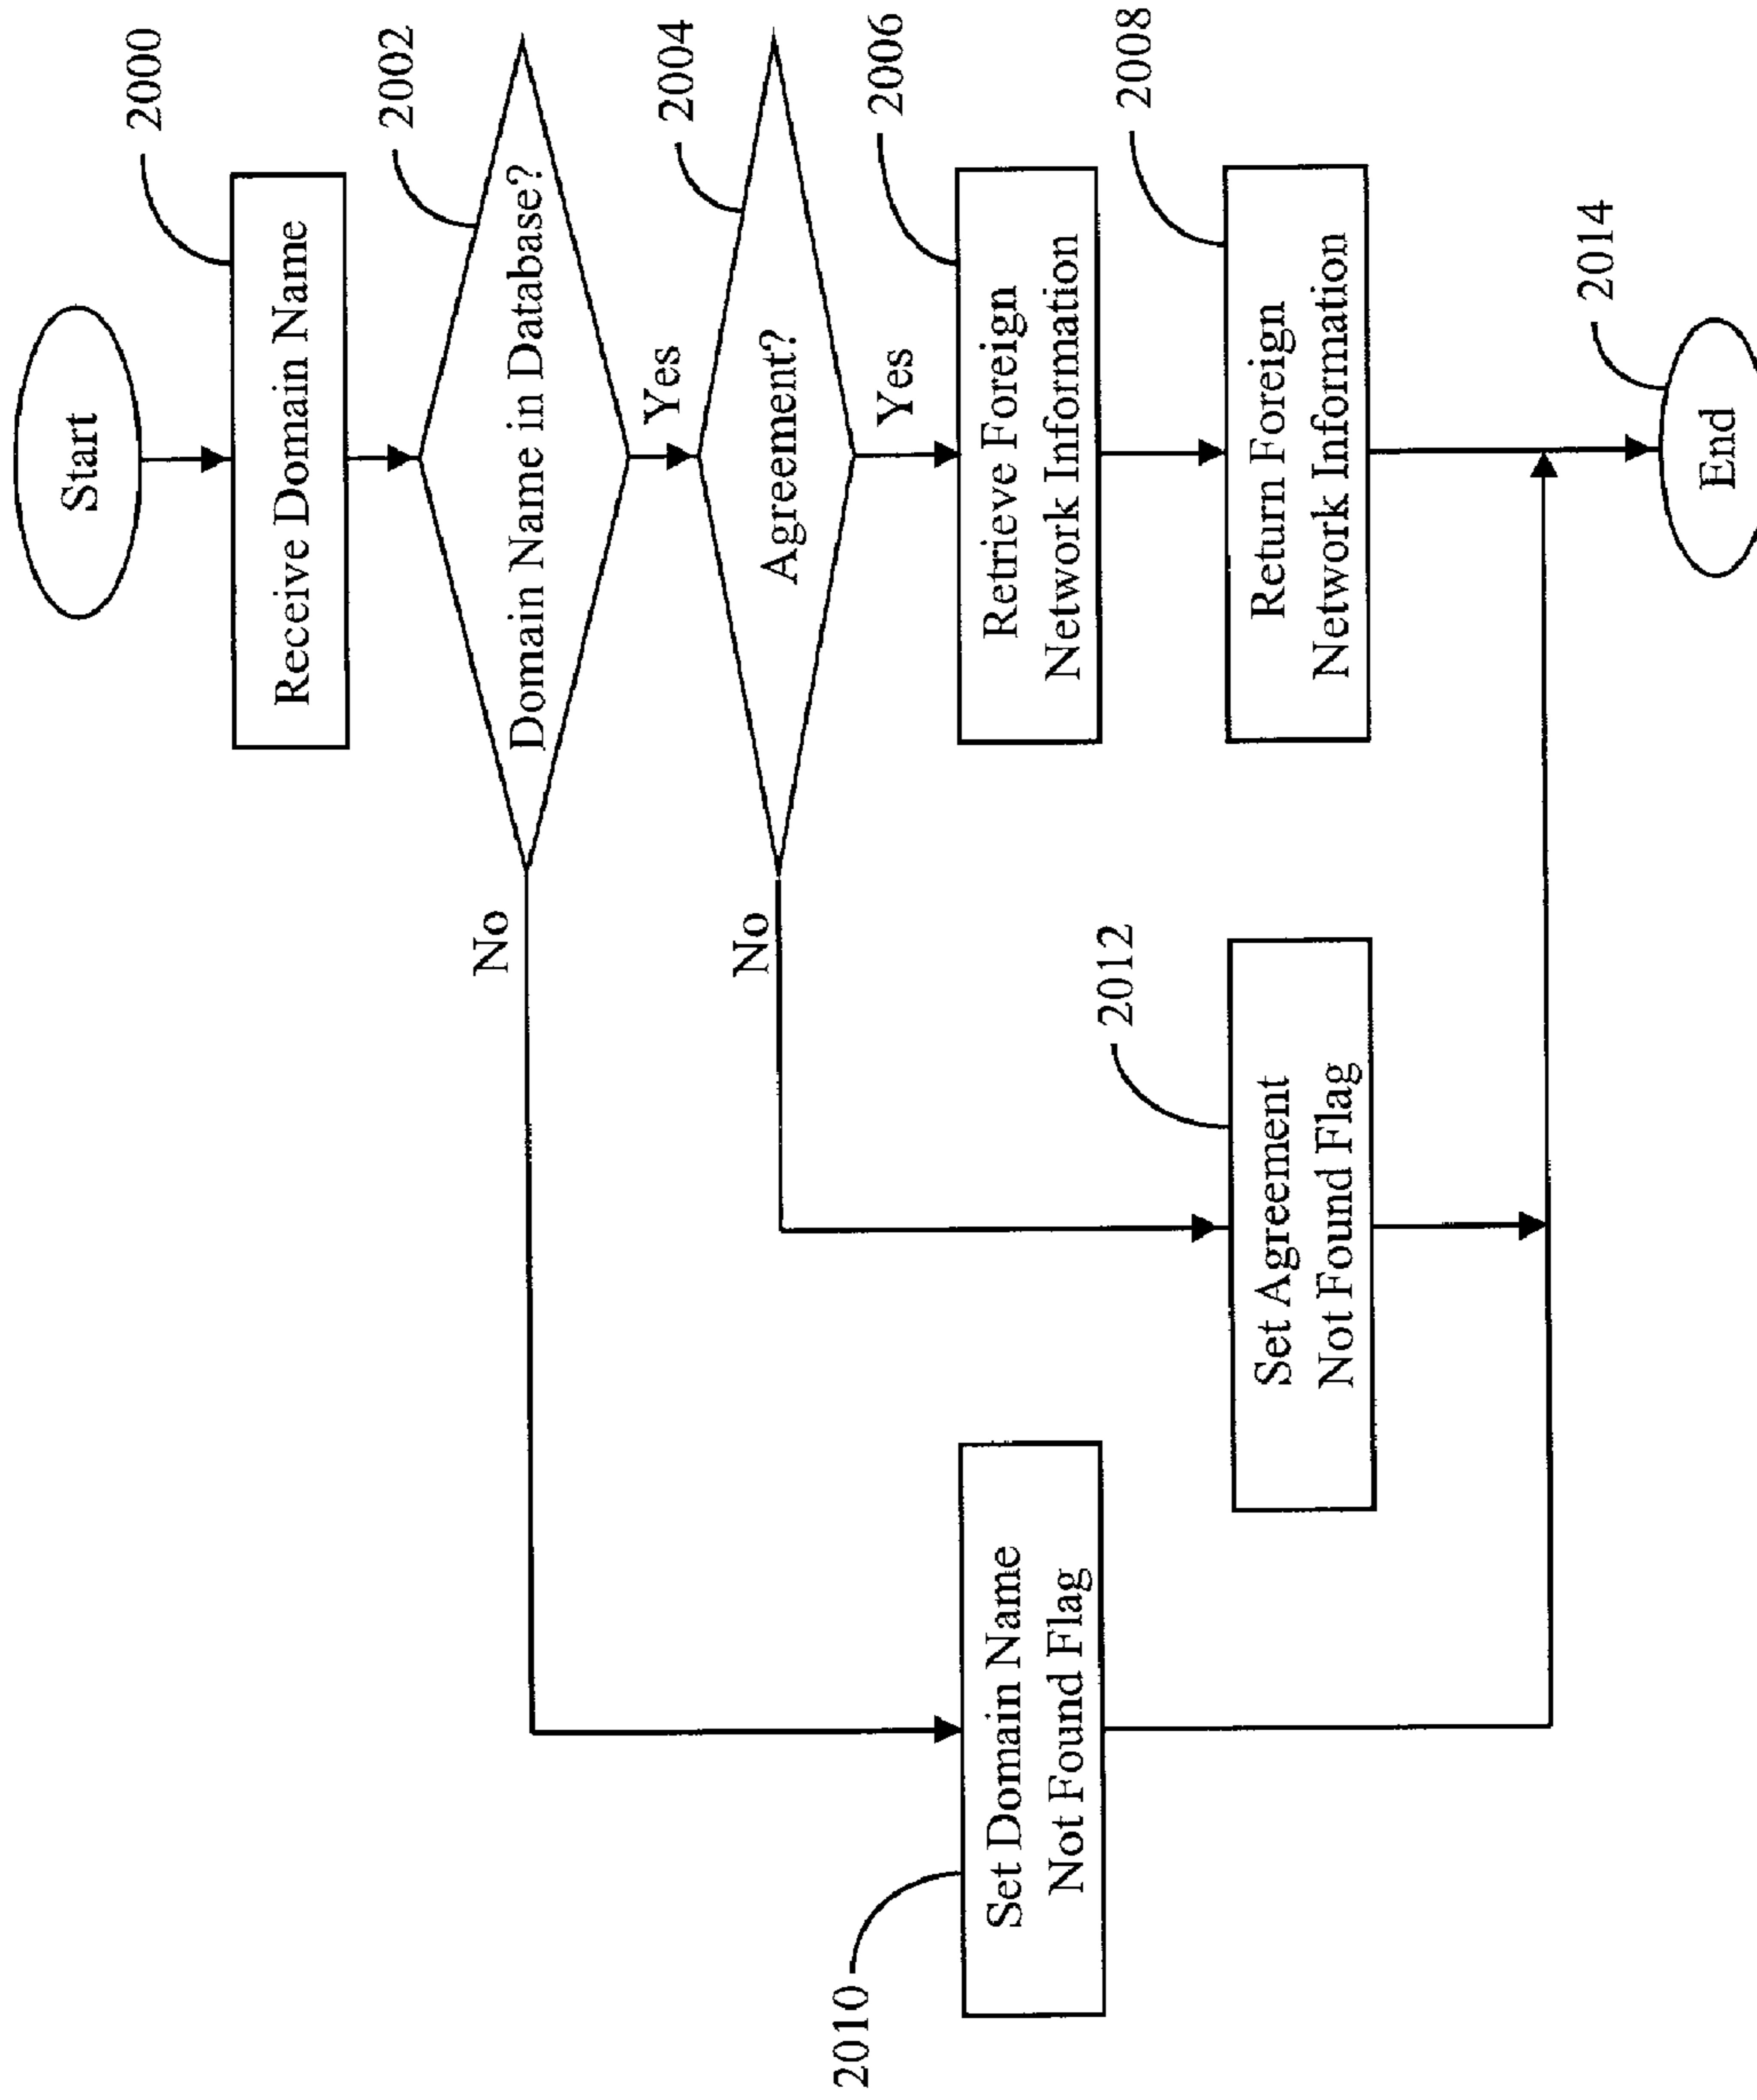 Start
2000
Receive Domain Name
2002
Domain Name in Database?
No
Yes
2004
Agreement?
No
Yes
2006
Retrieve Foreign
Network Information
2010
Set Domain Name
Not Found Flag
2008
Return Foreign
Network Information
2012
Set Agreement
Not Found Flag
2014
End